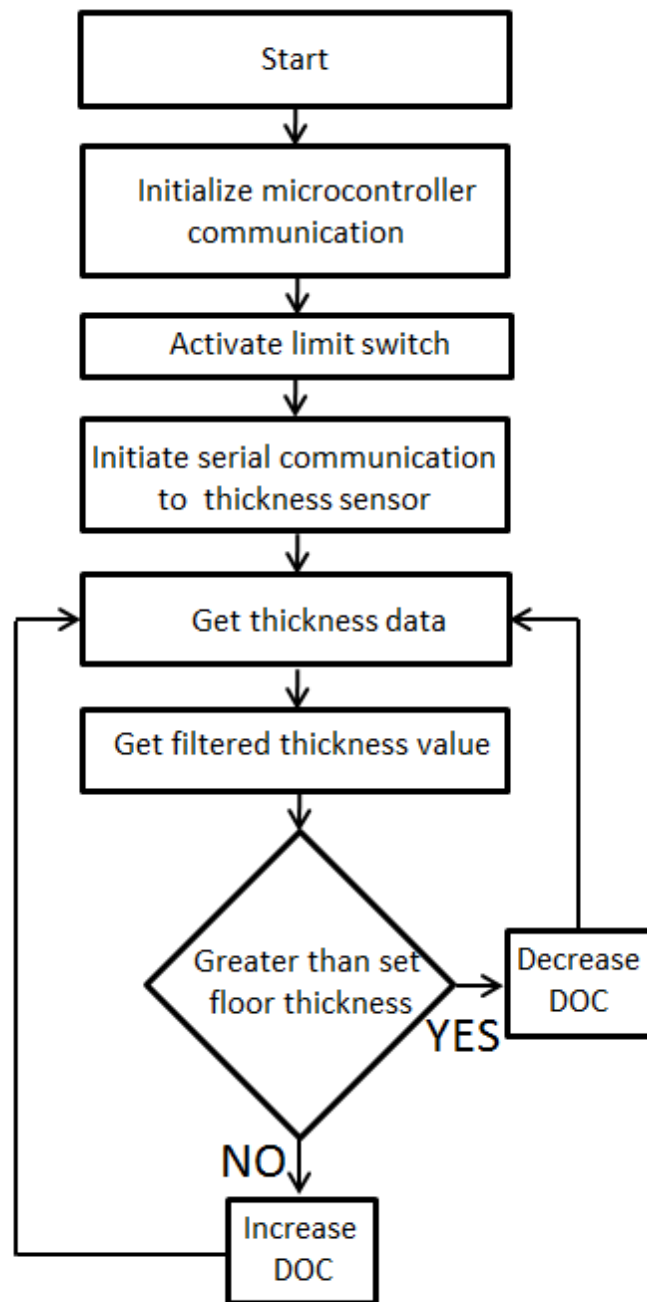 Start
Initialize microcontroller
communication
Activate limit switch
Initiate serial communication
to thickness sensor
Get thickness data
Get filtered thickness value
Greater than set
floor thickness
YES
Decrease
DOC
NO
Increase
DOC